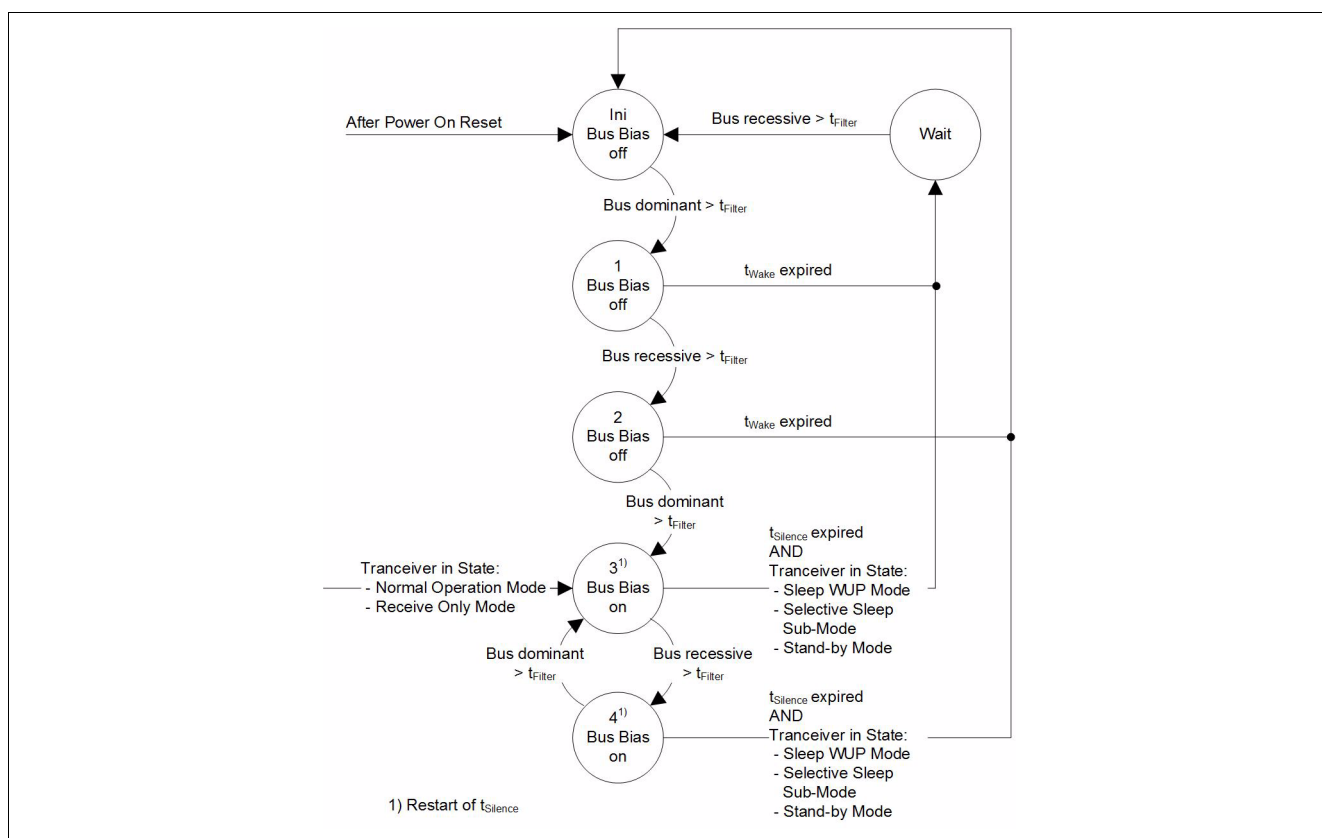 Ini
Bus Bias
off
After Power On Reset
Bus recessive > tFilter
Wait
Bus dominant > tFilter
1
Bus Bias
off
tWake expired
Bus recessive > tFilter
2
Bus Bias
off
tWake expired
Bus dominant
> tFilter
Tranceiver in State:
- Normal Operation Mode
- Receive Only Mode
31)
Bus Bias
on
tSilence expired
AND
Tranceiver in State:
- Sleep WUP Mode
- Selective Sleep
Sub-Mode
- Stand-by Mode
Bus dominant
> tFilter
Bus recessive
> tFilter
41)
Bus Bias
on
tSilence expired
AND
Tranceiver in State:
- Sleep WUP Mode
- Selective Sleep
Sub-Mode
- Stand-by Mode
1) Restart of tSilence